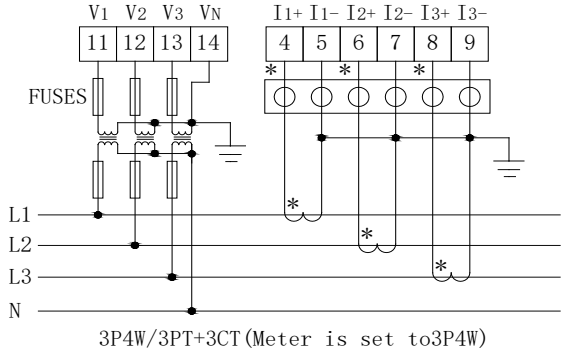 V1 V2 V3 VN I1+ I1- I2+ I2- I3+ I3-
11 12 13 14 4 5 6 7 8 9
* * *
FUSES
*
L1
*
L2
*
L3
N
3P4W/3PT+3CT(Meter is set to3P4W)